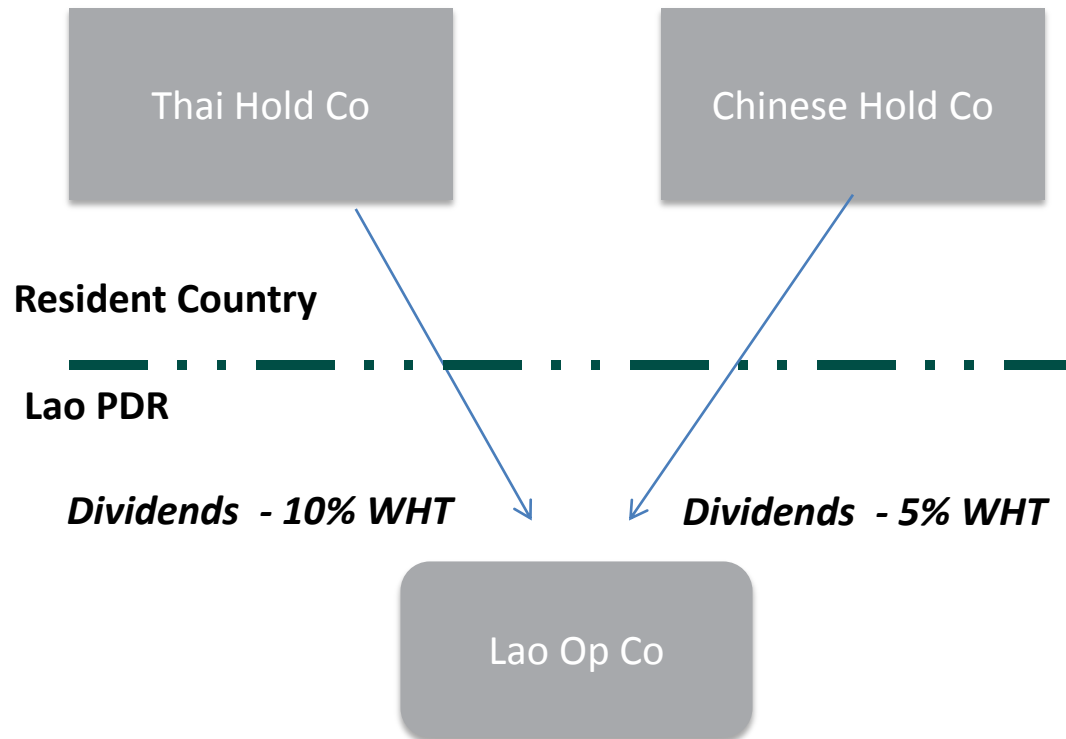 Thai Hold Co
Chinese Hold Co
Resident Country
Lao PDR
Dividends - 10% WHT
Dividends - 5% WHT
Lao Op Co